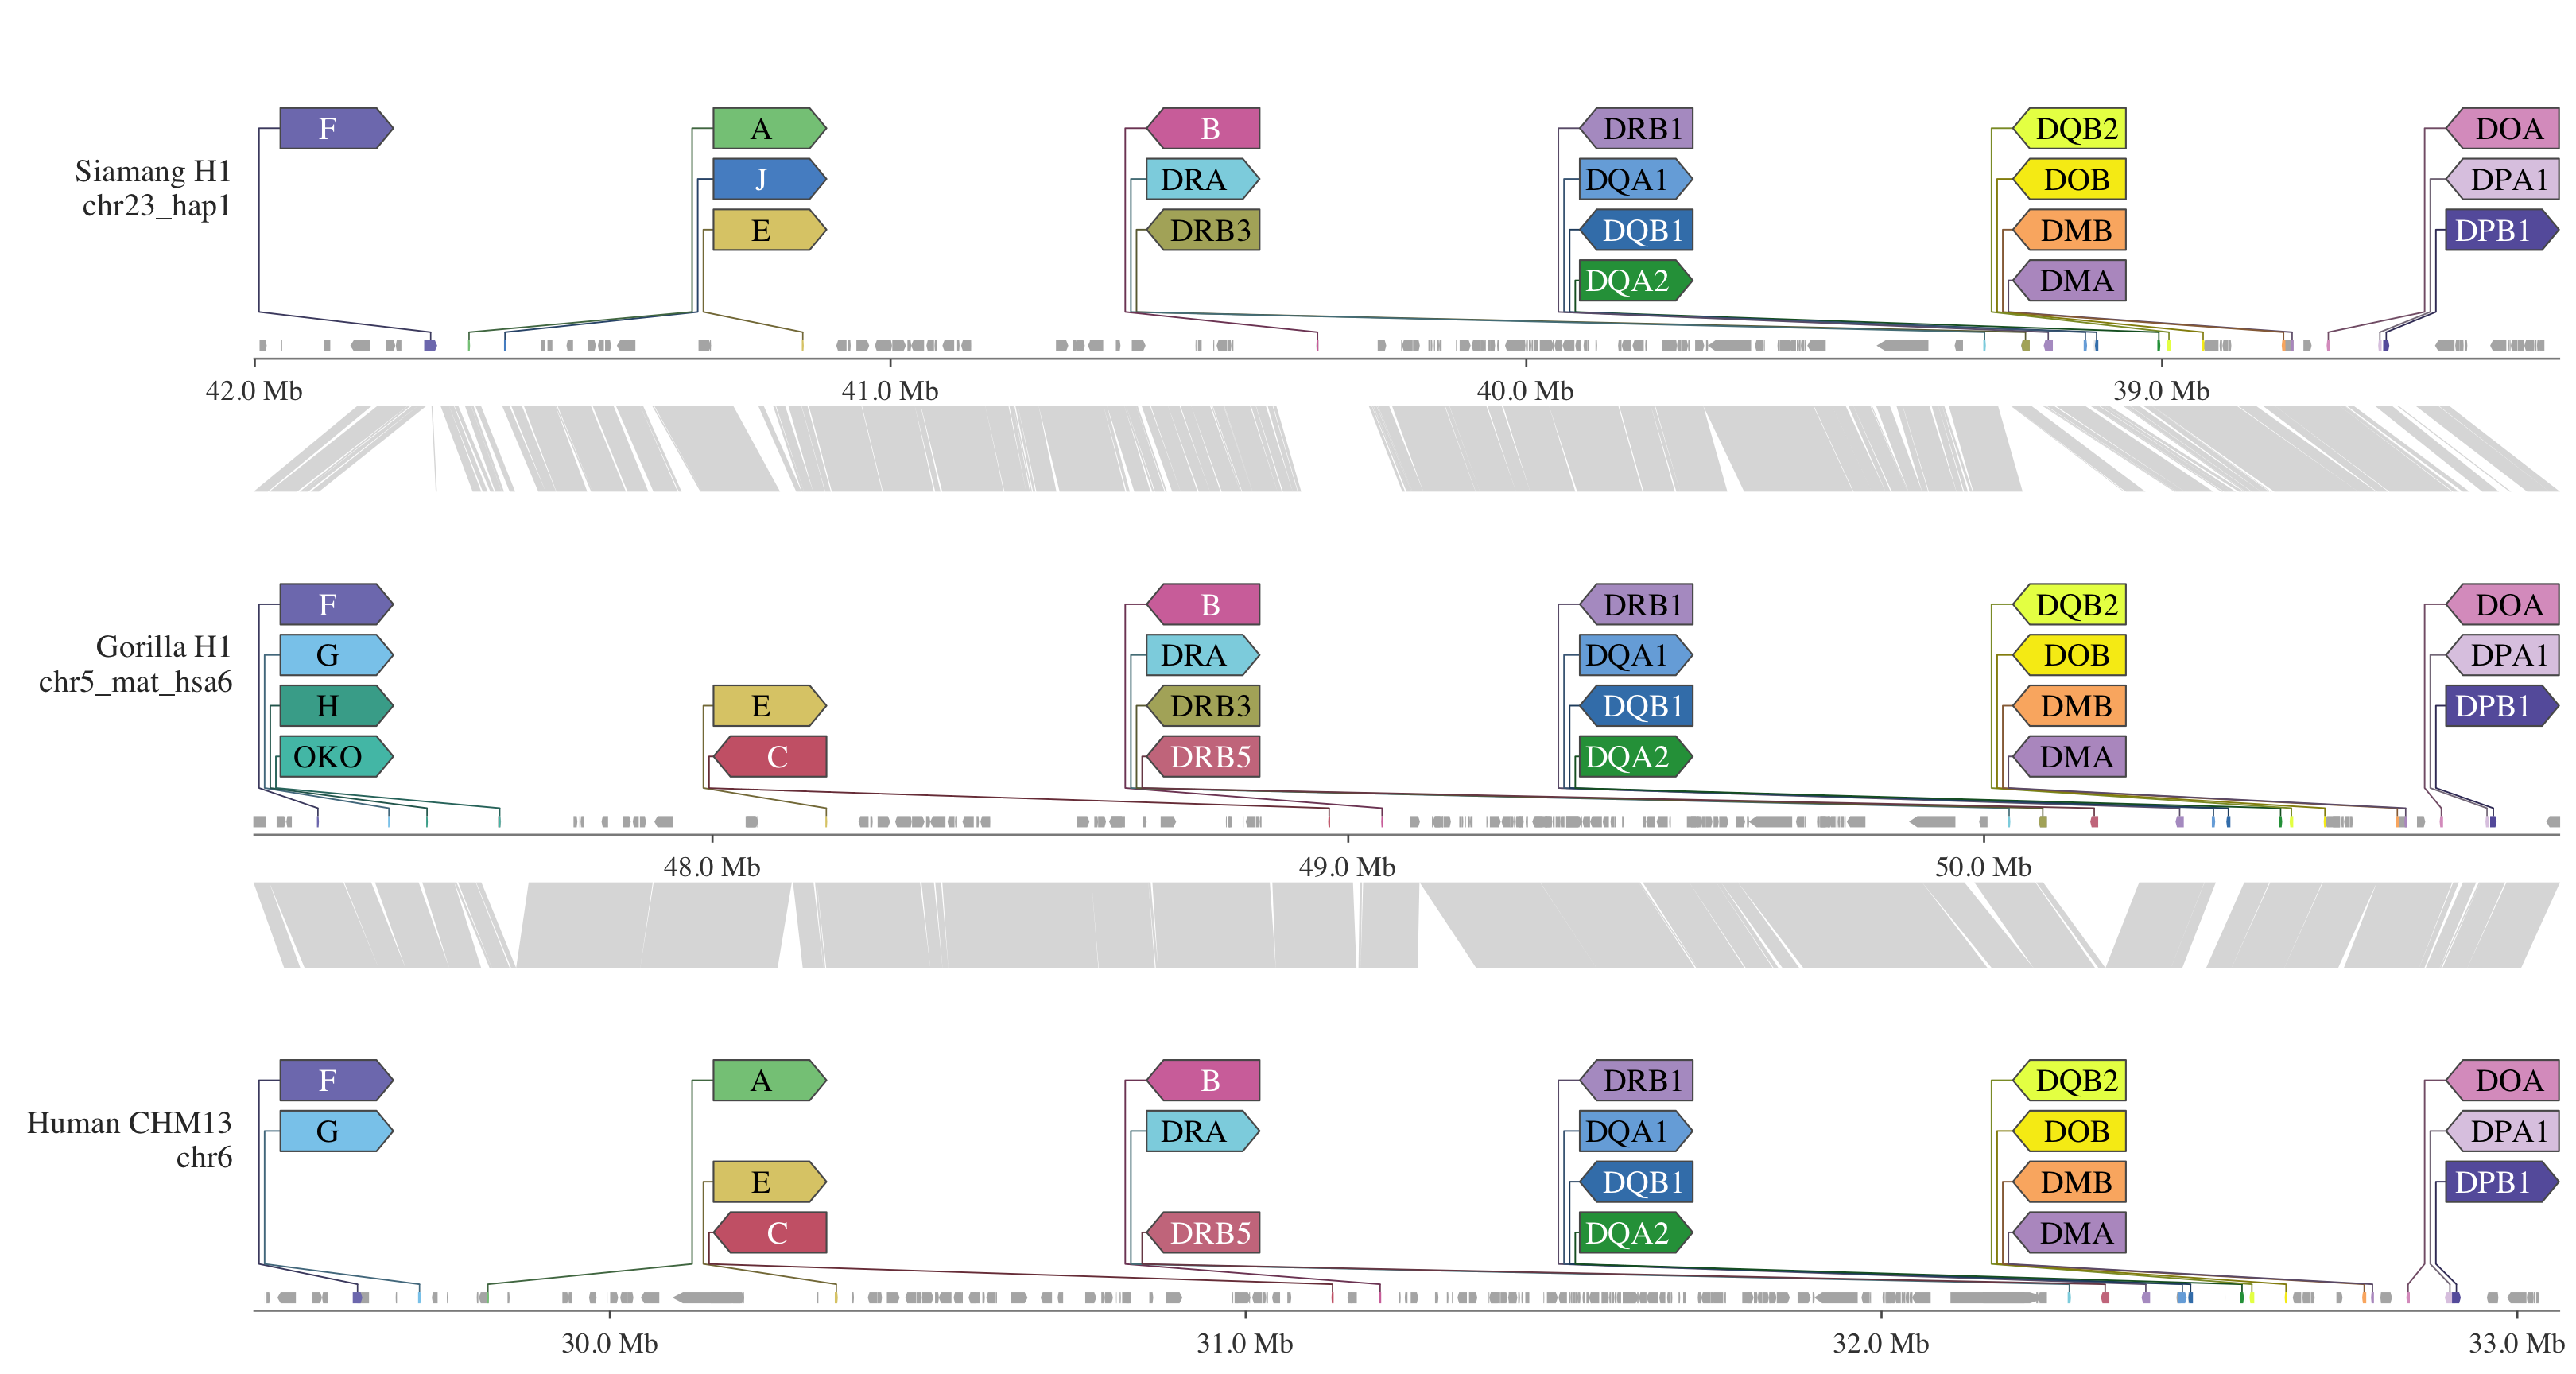 F A B DRB1 DQB2 DOA
J DRA DQA1 DOB DPA1
E DRB3 DQB1 DMB DPB1
DQA2 DMA
Siamang H1
chr23_hap1
42.0 Mb 41.0 Mb 40.0 Mb 39.0 Mb
F B DRB1 DQB2 DOA
G DRA DQA1 DOB DPA1
H E DRB3 DQB1 DMB DPB1
OKO C DRB5 DQA2 DMA
Gorilla H1
chr5_mat_hsa6
48.0 Mb 49.0 Mb 50.0 Mb
F A B DRB1 DQB2 DOA
G DRA DQA1 DOB DPA1
E DQB1 DMB DPB1
C DRB5 DQA2 DMA
Human CHM13
chr6
30.0 Mb 31.0 Mb 32.0 Mb 33.0 Mb